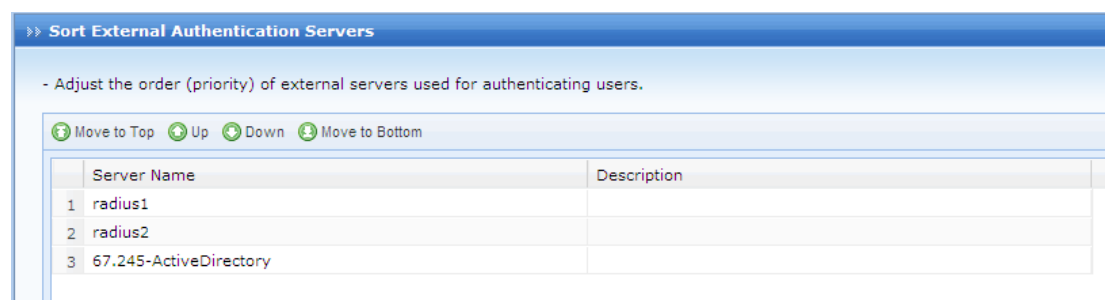 >> Sort External Authentication Servers
- Adjust the order (priority) of external servers used for authenticating users.
Move to Top Up Down Move to Bottom
Server Name Description
1 radius1
2 radius2
3 67.245-ActiveDirectory